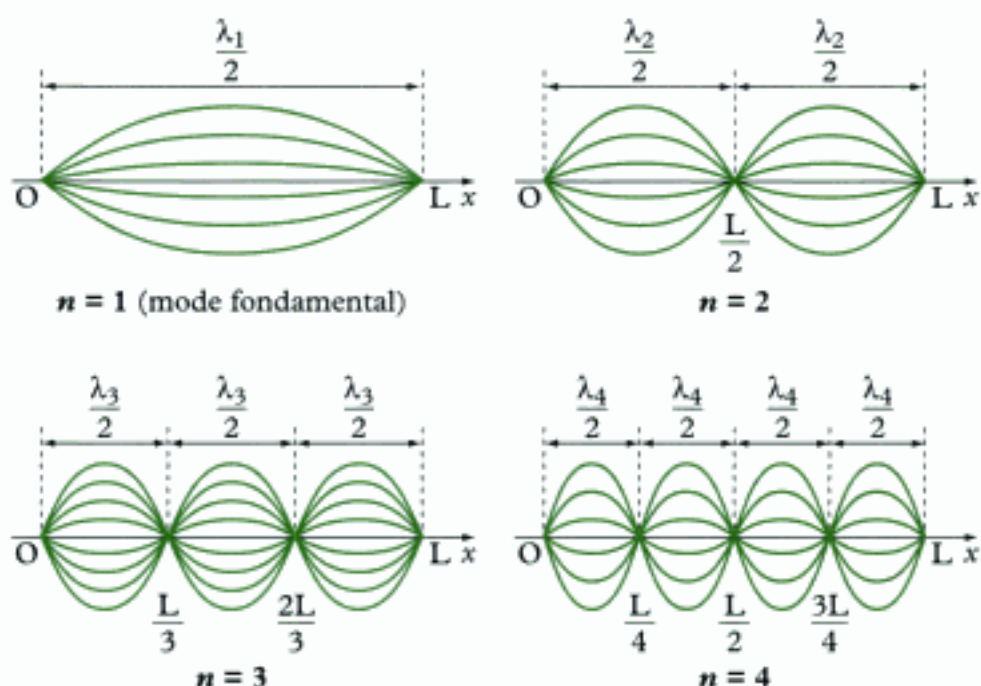 λ₁/2
O L x
n = 1 (mode fondamental)
λ₂/2 λ₂/2
O L/2 L x
n = 2
λ₃/2 λ₃/2 λ₃/2
O L/3 2L/3 L x
n = 3
λ₄/2 λ₄/2 λ₄/2 λ₄/2
O L/4 L/2 3L/4 L x
n = 4